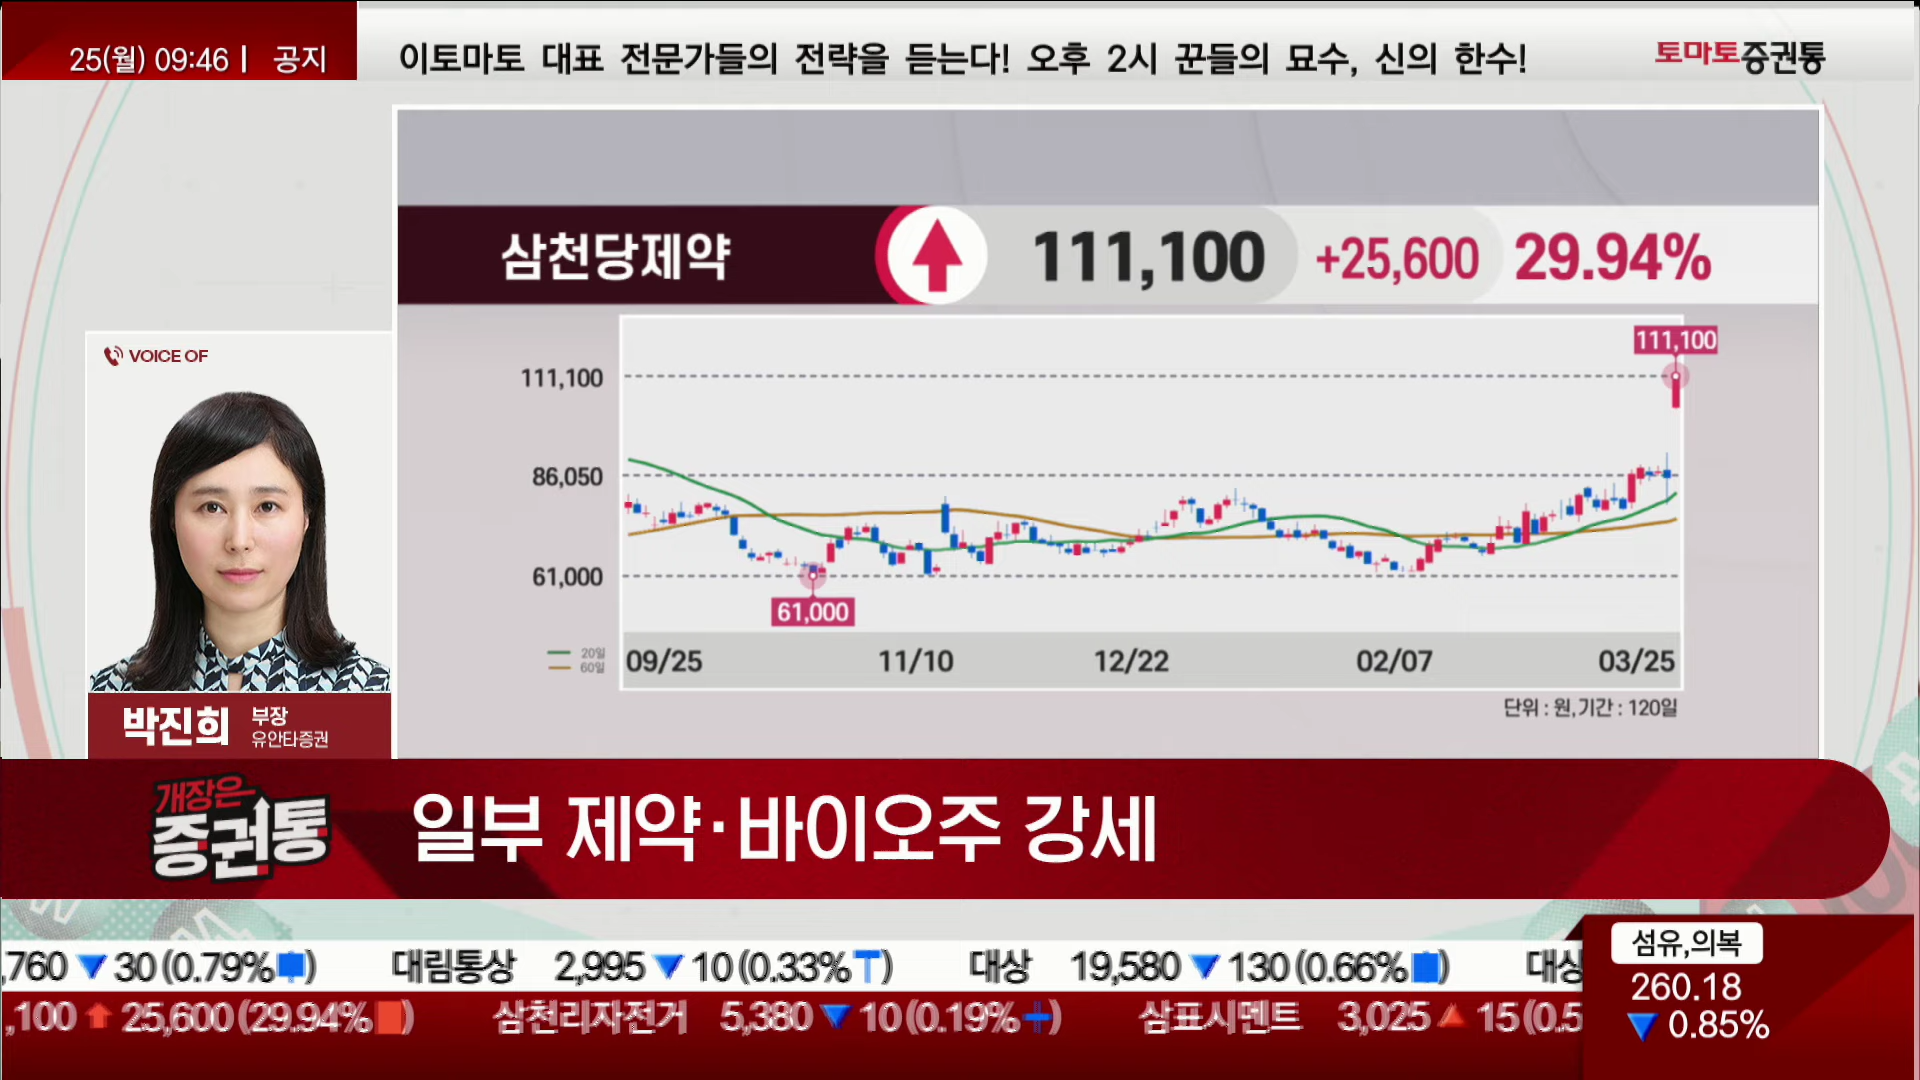 25(월) 09:46 | 공지
이토마토 대표 전문가들의 전략을 듣는다! 오후 2시 꾼들의 묘수, 신의 한수!
토마토증권통
삼천당제약 111,100 +25,600 29.94%
111,100
111,100
86,050
61,000
61,000
20일
60일
09/25 11/10 12/22 02/07 03/25
단위 : 원, 기간 : 120일
VOICE OF
박진희 부장
유안타증권
개장은
증권통
일부 제약·바이오주 강세
,760 ▼ 30 (0.79%) 대림통상 2,995 ▼ 10 (0.33%) 대상 19,580 ▼ 130 (0.66%) 대상
,100 25,600 (29.94%) 삼천리자전거 5,380 ▼ 10 (0.19%) 삼표시멘트 3,025 ▲ 15 (0.5
섬유,의복
260.18
▼ 0.85%